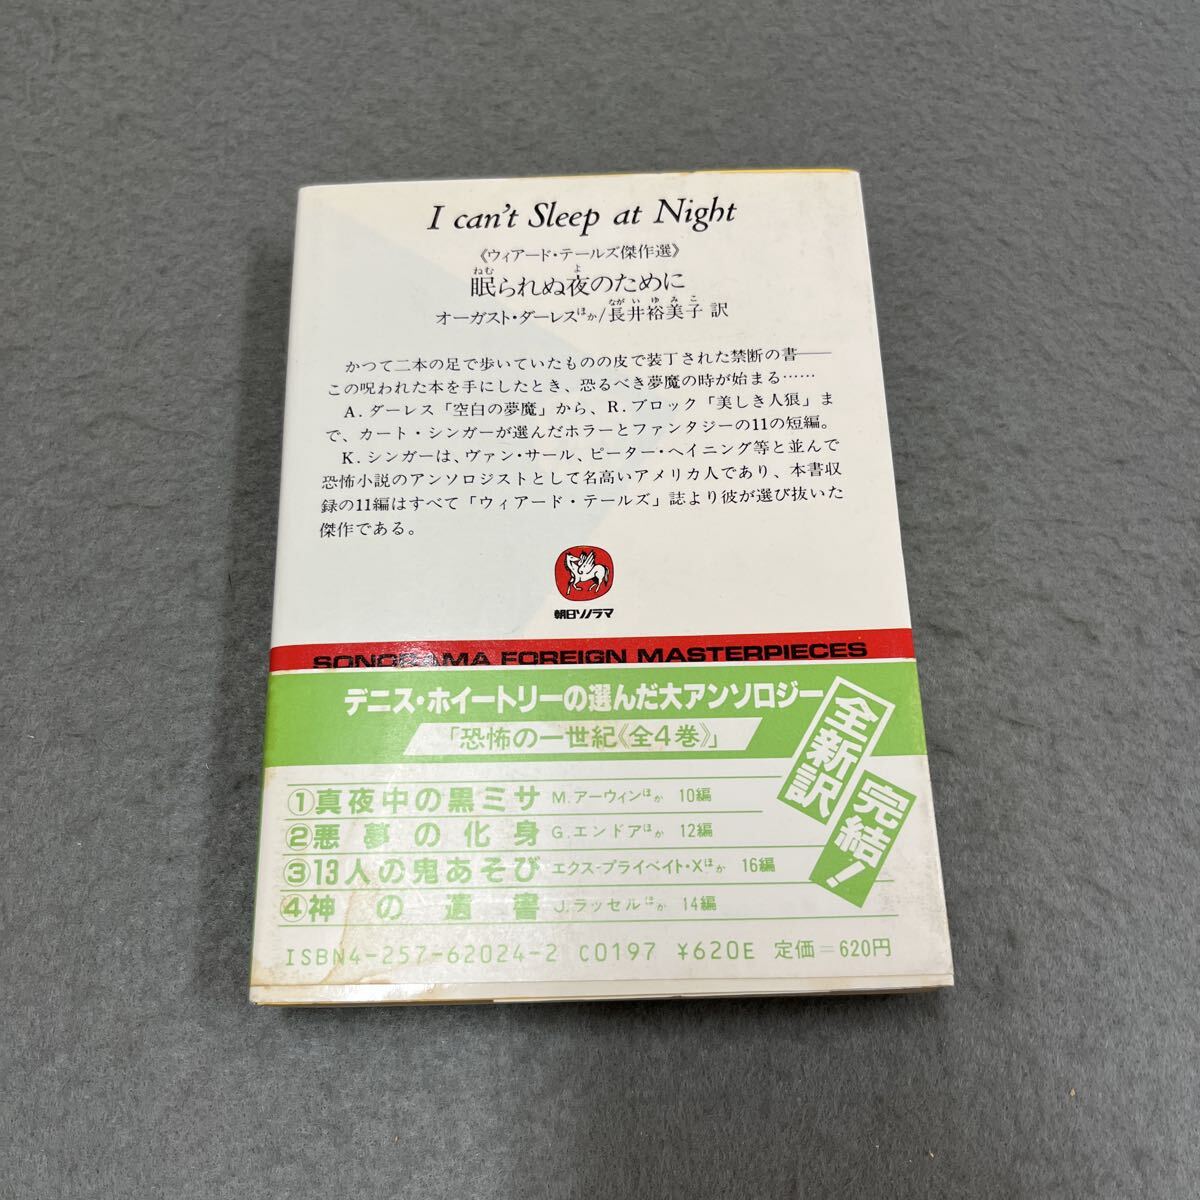 I can't Sleep at Night
《ウィアード・テールズ傑作選》
眠られぬ夜のために
オーガスト・ダーレスほか/長井裕美子 訳
かつて二本の足で歩いていたものの皮で装丁された禁断の書――
この呪われた本を手にしたとき、恐るべき夢魔の時が始まる……
A.ダーレス「空白の夢魔」から、R.ブロック「美しき人狼」ま
で、カート・シンガーが選んだホラーとファンタジーの11の短編。
K.シンガーは、ヴァン・サール、ピーター・ヘイニング等と並んで
恐怖小説のアンソロジストとして名高いアメリカ人であり、本書収
録の11編はすべて「ウィアード・テールズ」誌より彼が選び抜いた
傑作である。
朝日ソノラマ
SONORAMA FOREIGN MASTERPIECES
デニス・ホイートリーの選んだ大アンソロジー
「恐怖の一世紀《全4巻》」
全新訳
完結!
①真夜中の黒ミサ M.アーウィンほか 10編
②悪夢の化身 G.エンドアほか 12編
③13人の鬼あそび エクス-プライベイト・Xほか 16編
④神の遺書 J.ラッセルほか 14編
ISBN4-257-62024-2 C0197 ¥620E 定価=620円